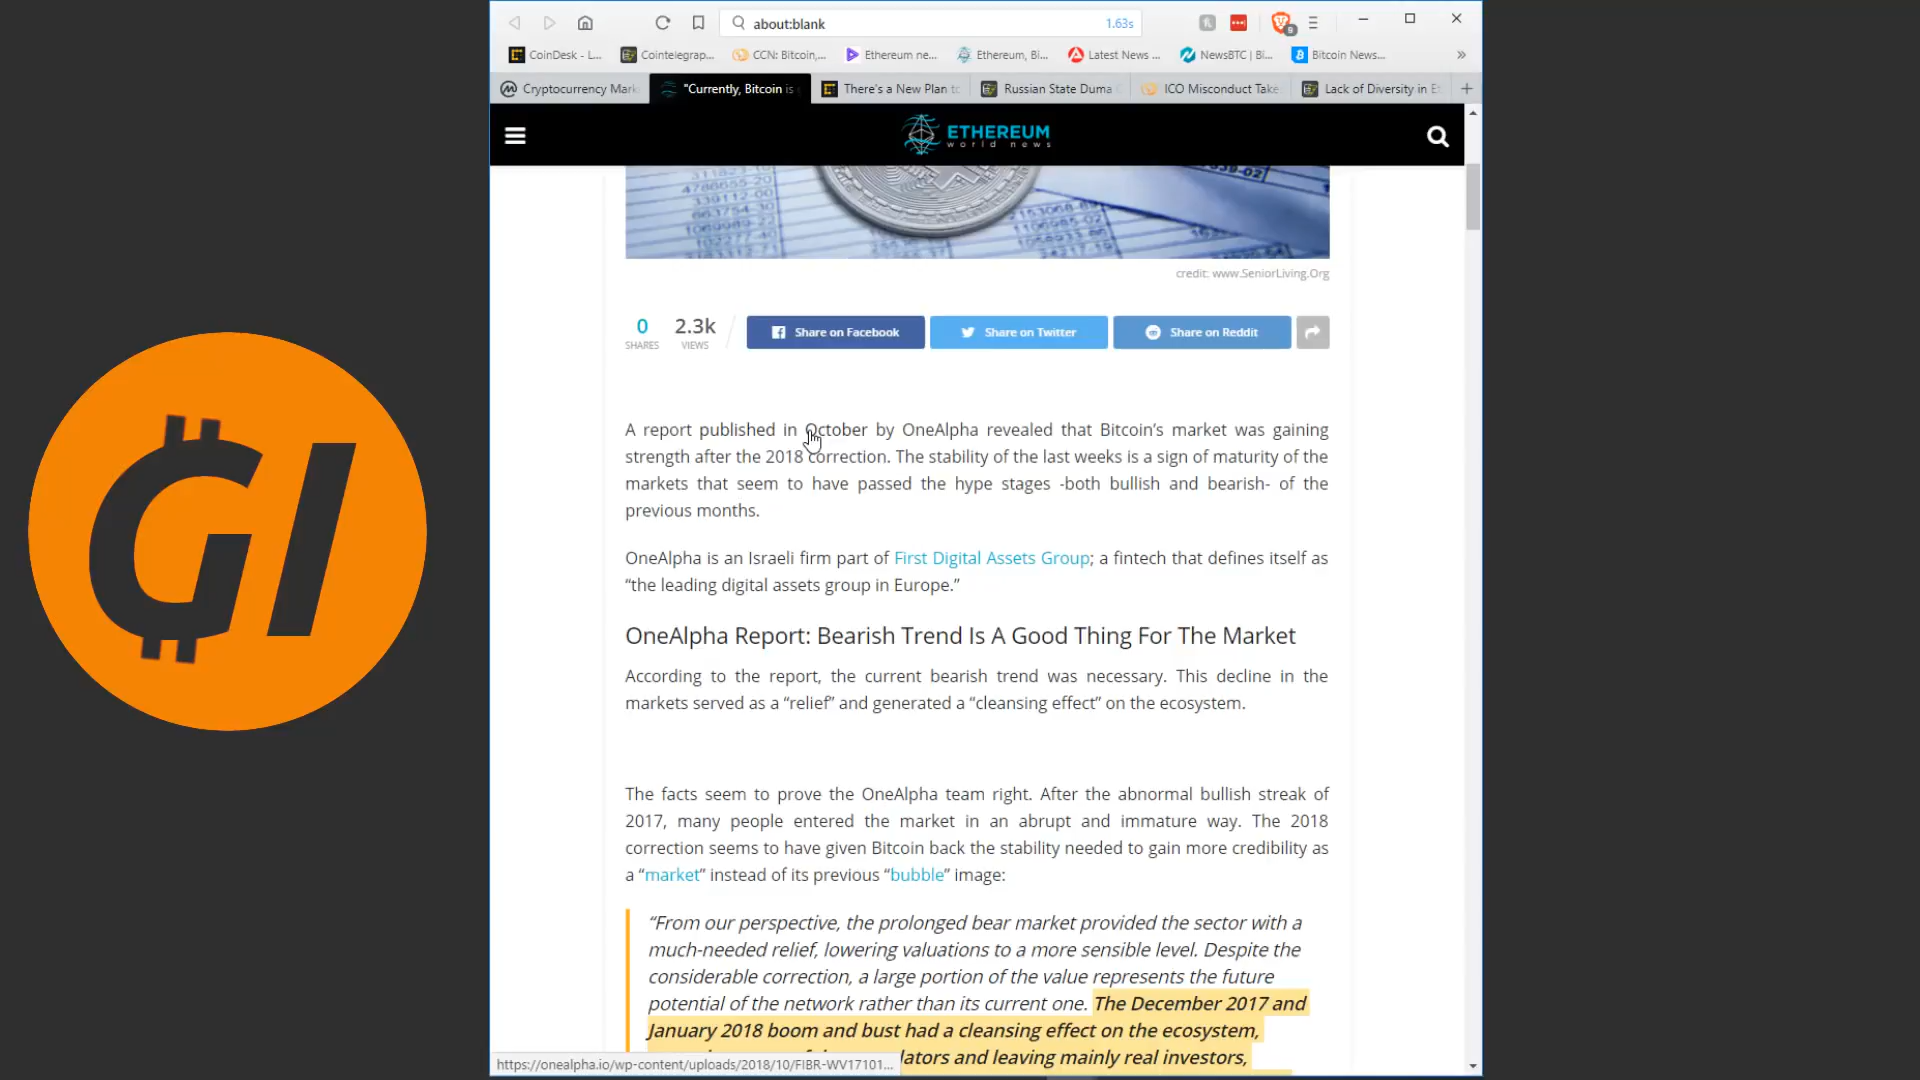 about:blank
1.63s
9
CoinDesk - L...
Cointelegrap...
CCN: Bitcoin,...
Ethereum ne...
Ethereum, Bi...
Latest News ...
NewsBTC | Bi...
Bitcoin News...
Cryptocurrency Mark
"Currently, Bitcoin is
There's a New Plan to
Russian State Duma
ICO Misconduct Take
Lack of Diversity in Et
ETHEREUM
world news
credit: www.SeniorLiving.Org
0
SHARES
2.3k
VIEWS
Share on Facebook
Share on Twitter
Share on Reddit
A report published in October by OneAlpha revealed that Bitcoin's market was gaining
strength after the 2018 correction. The stability of the last weeks is a sign of maturity of the
markets that seem to have passed the hype stages -both bullish and bearish- of the
previous months.
OneAlpha is an Israeli firm part of First Digital Assets Group; a fintech that defines itself as
“the leading digital assets group in Europe.”
OneAlpha Report: Bearish Trend Is A Good Thing For The Market
According to the report, the current bearish trend was necessary. This decline in the
markets served as a “relief” and generated a “cleansing effect” on the ecosystem.
The facts seem to prove the OneAlpha team right. After the abnormal bullish streak of
2017, many people entered the market in an abrupt and immature way. The 2018
correction seems to have given Bitcoin back the stability needed to gain more credibility as
a “market” instead of its previous “bubble” image:
“From our perspective, the prolonged bear market provided the sector with a
much-needed relief, lowering valuations to a more sensible level. Despite the
considerable correction, a large portion of the value represents the future
potential of the network rather than its current one. The December 2017 and
January 2018 boom and bust had a cleansing effect on the ecosystem,
lators and leaving mainly real investors,
https://onealpha.io/wp-content/uploads/2018/10/FIBR-WV17101...
GI